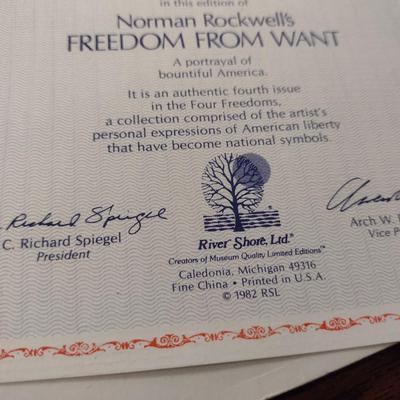 in this edition of
Norman Rockwell's
FREEDOM FROM WANT
A portrayal of
bountiful America.
It is an authentic fourth issue
in the Four Freedoms,
a collection comprised of the artist's
personal expressions of American liberty
that have become national symbols.
Richard Spiegel
C. Richard Spiegel
President
River Shore, Ltd.®
Arch W.
Vice
Creators of Museum Quality Limited Editions™
Caledonia, Michigan 49316
Fine China • Printed in U.S.A.
© 1982 RSL